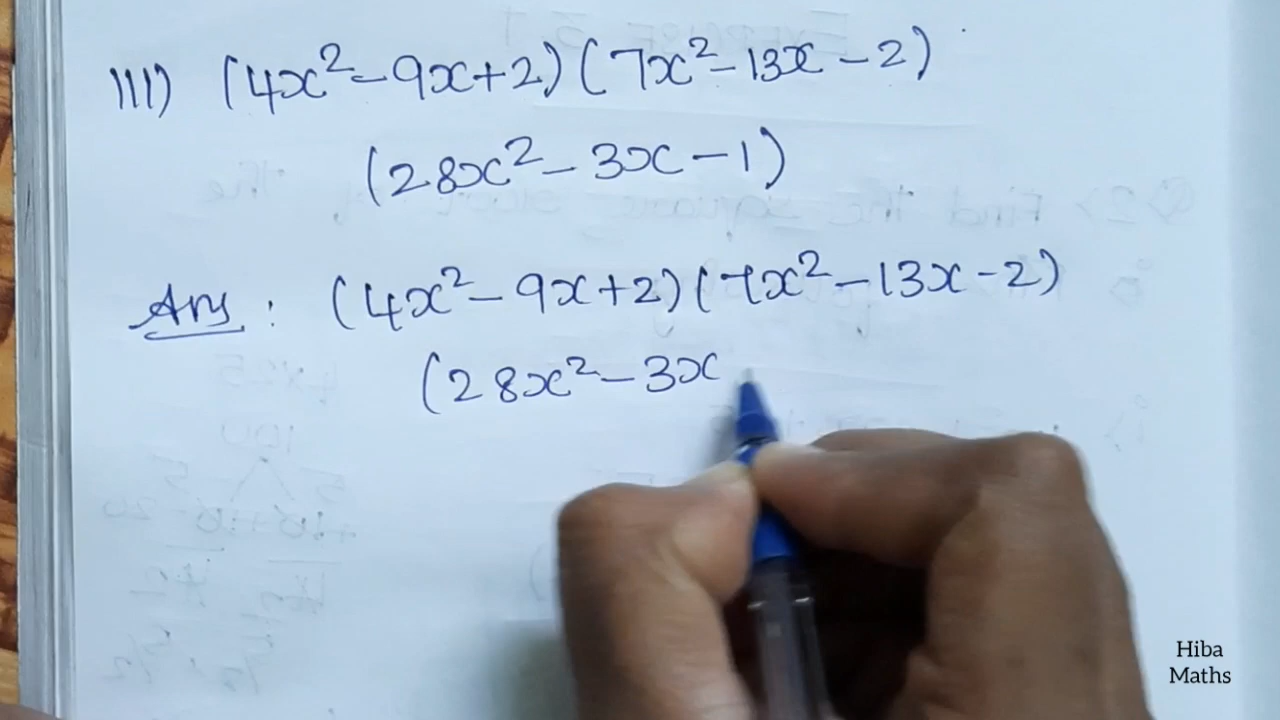 III) (4x² - 9x + 2) (7x² - 13x - 2)
(28x² - 3x - 1)
Ans : (4x² - 9x + 2) (7x² - 13x - 2)
(28x² - 3x
Hiba
Maths